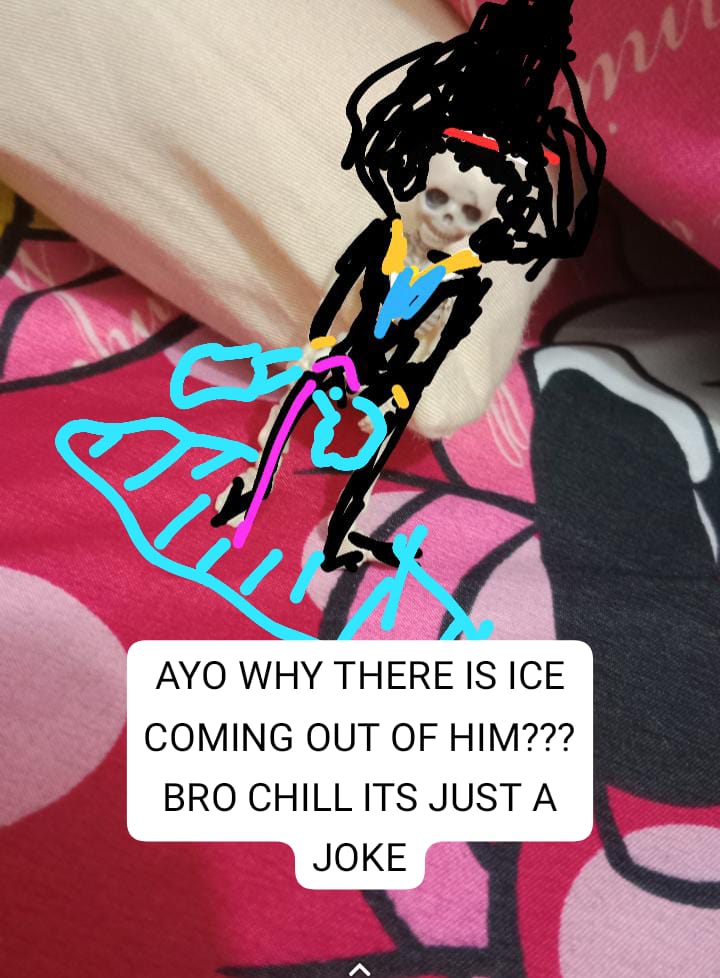 AYO WHY THERE IS ICE
COMING OUT OF HIM???
BRO CHILL ITS JUST A
JOKE